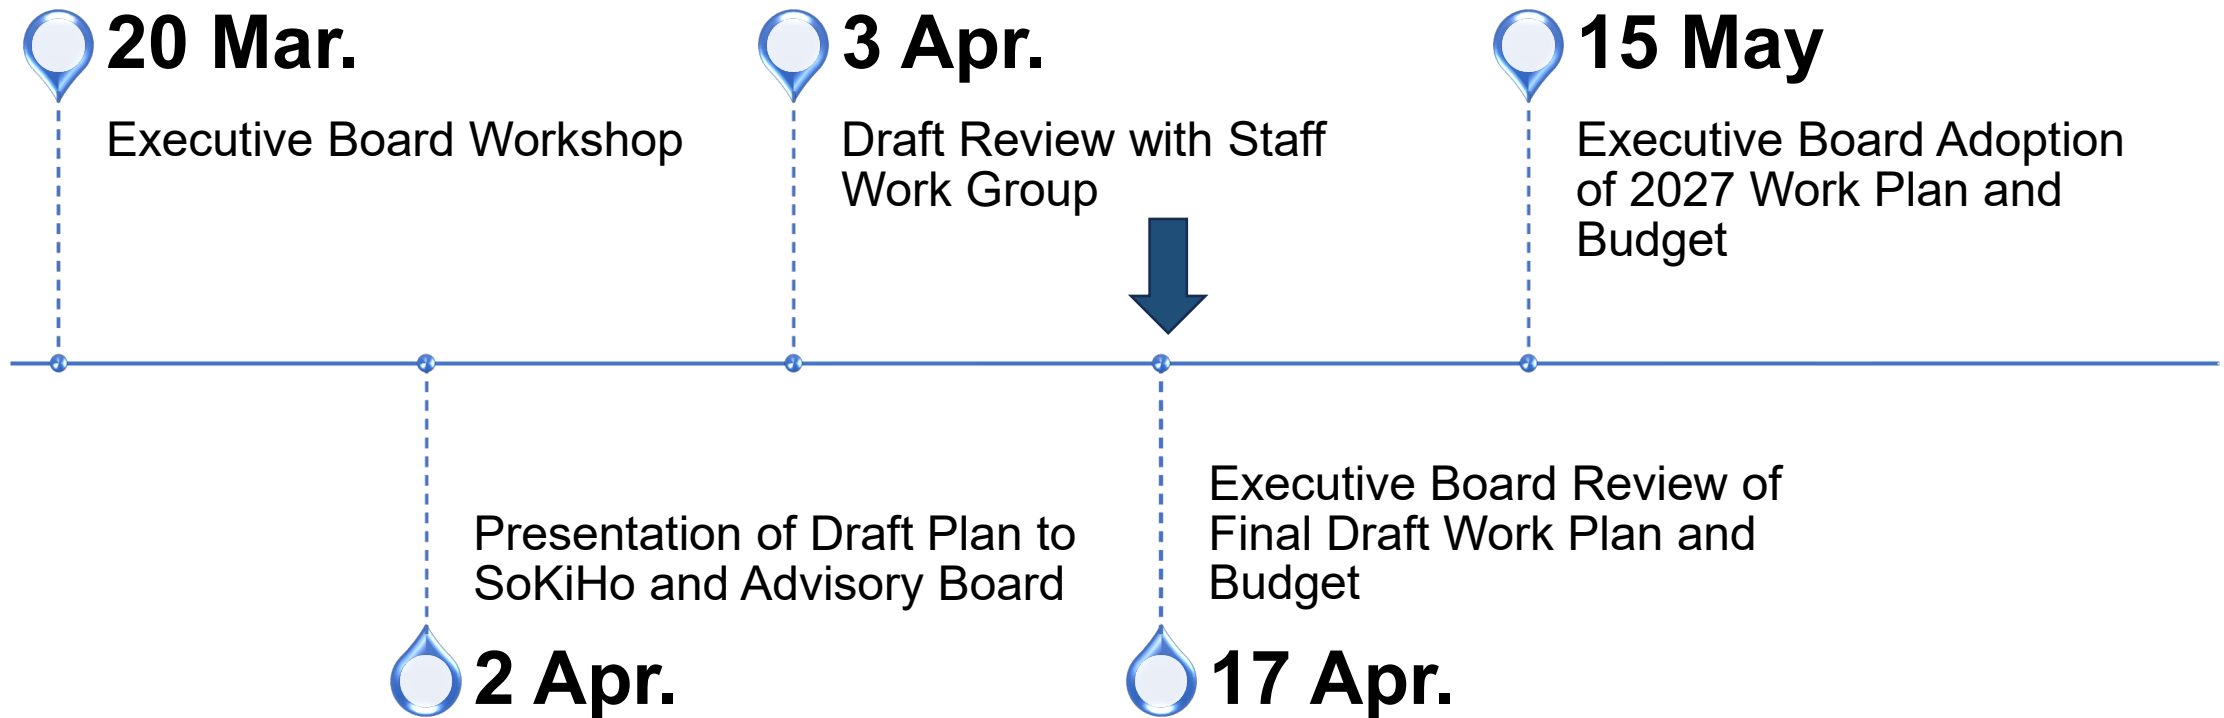 20 Mar.
Executive Board Workshop
2 Apr.
Presentation of Draft Plan to
SoKiHo and Advisory Board
3 Apr.
Draft Review with Staff
Work Group
17 Apr.
Executive Board Review of
Final Draft Work Plan and
Budget
15 May
Executive Board Adoption
of 2027 Work Plan and
Budget